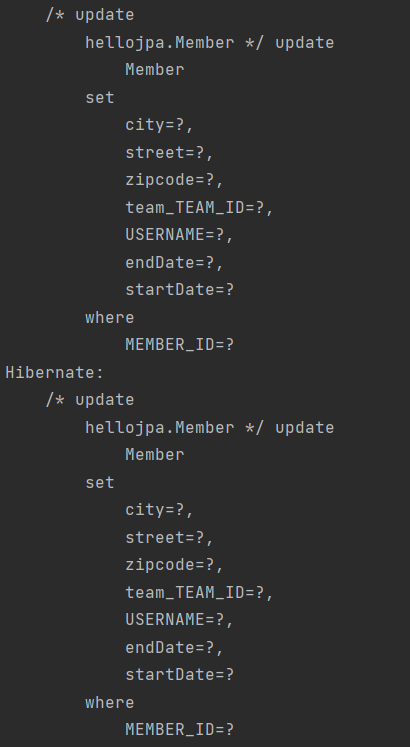 /* update
hellojpa.Member */ update
Member
set
city=?,
street=?,
zipcode=?,
team_TEAM_ID=?,
USERNAME=?,
endDate=?,
startDate=?
where
MEMBER_ID=?
Hibernate:
/* update
hellojpa.Member */ update
Member
set
city=?,
street=?,
zipcode=?,
team_TEAM_ID=?,
USERNAME=?,
endDate=?,
startDate=?
where
MEMBER_ID=?